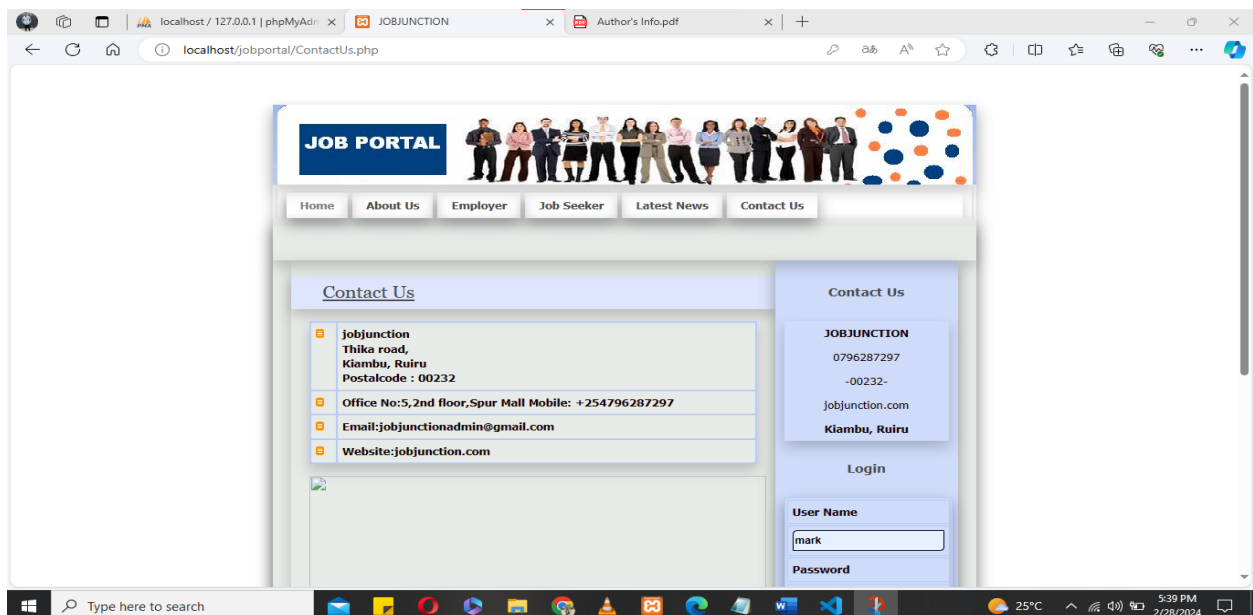 localhost / 127.0.0.1 | phpMyAdn
JOBJUNCTION
Author's Info.pdf
localhost/jobportal/ContactUs.php
JOB PORTAL
Home About Us Employer Job Seeker Latest News Contact Us
Contact Us
jobjunction
Thika road,
Kiambu, Ruiru
Postalcode : 00232
Office No:5,2nd floor,Spur Mall Mobile: +254796287297
Email:jobjunctionadmin@gmail.com
Website:jobjunction.com
Contact Us
JOBJUNCTION
0796287297
-00232-
jobjunction.com
Kiambu, Ruiru
Login
User Name
mark
Password
Type here to search
25°C
5:39 PM
2/28/2024